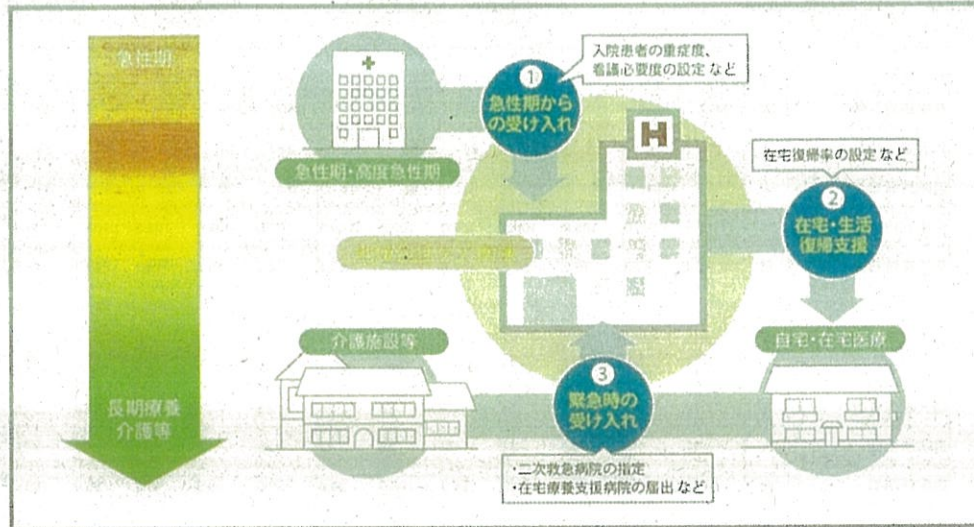 急性期
長期療養
介護等
急性期・高度急性期
①
急性期から
の受け入れ
入院患者の重症度、
看護必要度の設定 など
H
在宅復帰率の設定 など
②
在宅・生活
復帰支援
介護施設等
自宅・在宅医療
③
緊急時の
受け入れ
・二次救急病院の指定
・在宅療養支援病院の届出 など